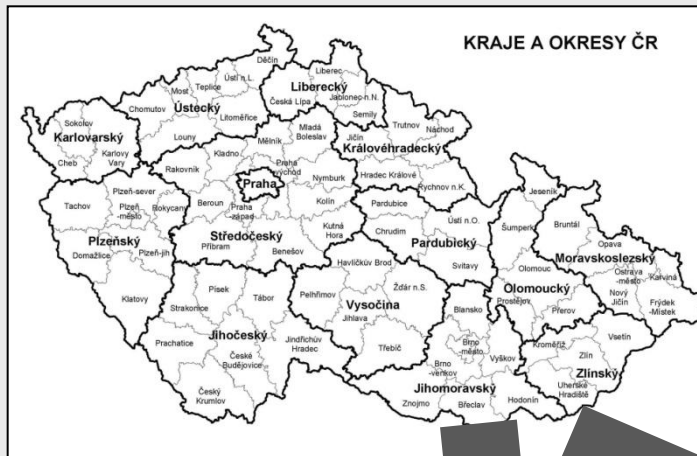 KRAJE A OKRESY ČR
Děčín
Ústí n.L.
Teplice
Most
Chomutov
Ústecký
Litoměřice
Louny
Liberec
Liberecký
Česká Lípa
Jablonec n.N.
Semily
Sokolov
Karlovarský
Cheb
Karlovy
Vary
Trutnov
Náchod
Jičín
Královéhradecký
Hradec Králové
Rychnov n.K.
Mladá
Boleslav
Mělník
Kladno
Rakovník
Praha
-východ
Nymburk
Praha
Kolín
Beroun
Praha
-západ
Kutná
Hora
Středočeský
Příbram
Benešov
Tachov
Plzeň-sever
Plzeň
-město
Rokycany
Plzeňský
Domažlice
Plzeň-jih
Klatovy
Pardubice
Ústí n.O.
Chrudim
Pardubický
Svitavy
Jeseník
Šumperk
Olomouc
Olomoucký
Prostějov
Přerov
Bruntál
Opava
Moravskoslezský
Ostrava
-město
Karviná
Nový
Jičín
Frýdek
-Místek
Písek
Tábor
Strakonice
Jihočeský
Prachatice
České
Budějovice
Jindřichův
Hradec
Český
Krumlov
Havlíčkův Brod
Pelhřimov
Žďár n.S.
Vysočina
Jihlava
Třebíč
Blansko
Brno
-město
Brno
-venkov
Vyškov
Jihomoravský
Znojmo
Břeclav
Hodonín
Kroměříž
Vsetín
Zlín
Zlínský
Uherské
Hradiště